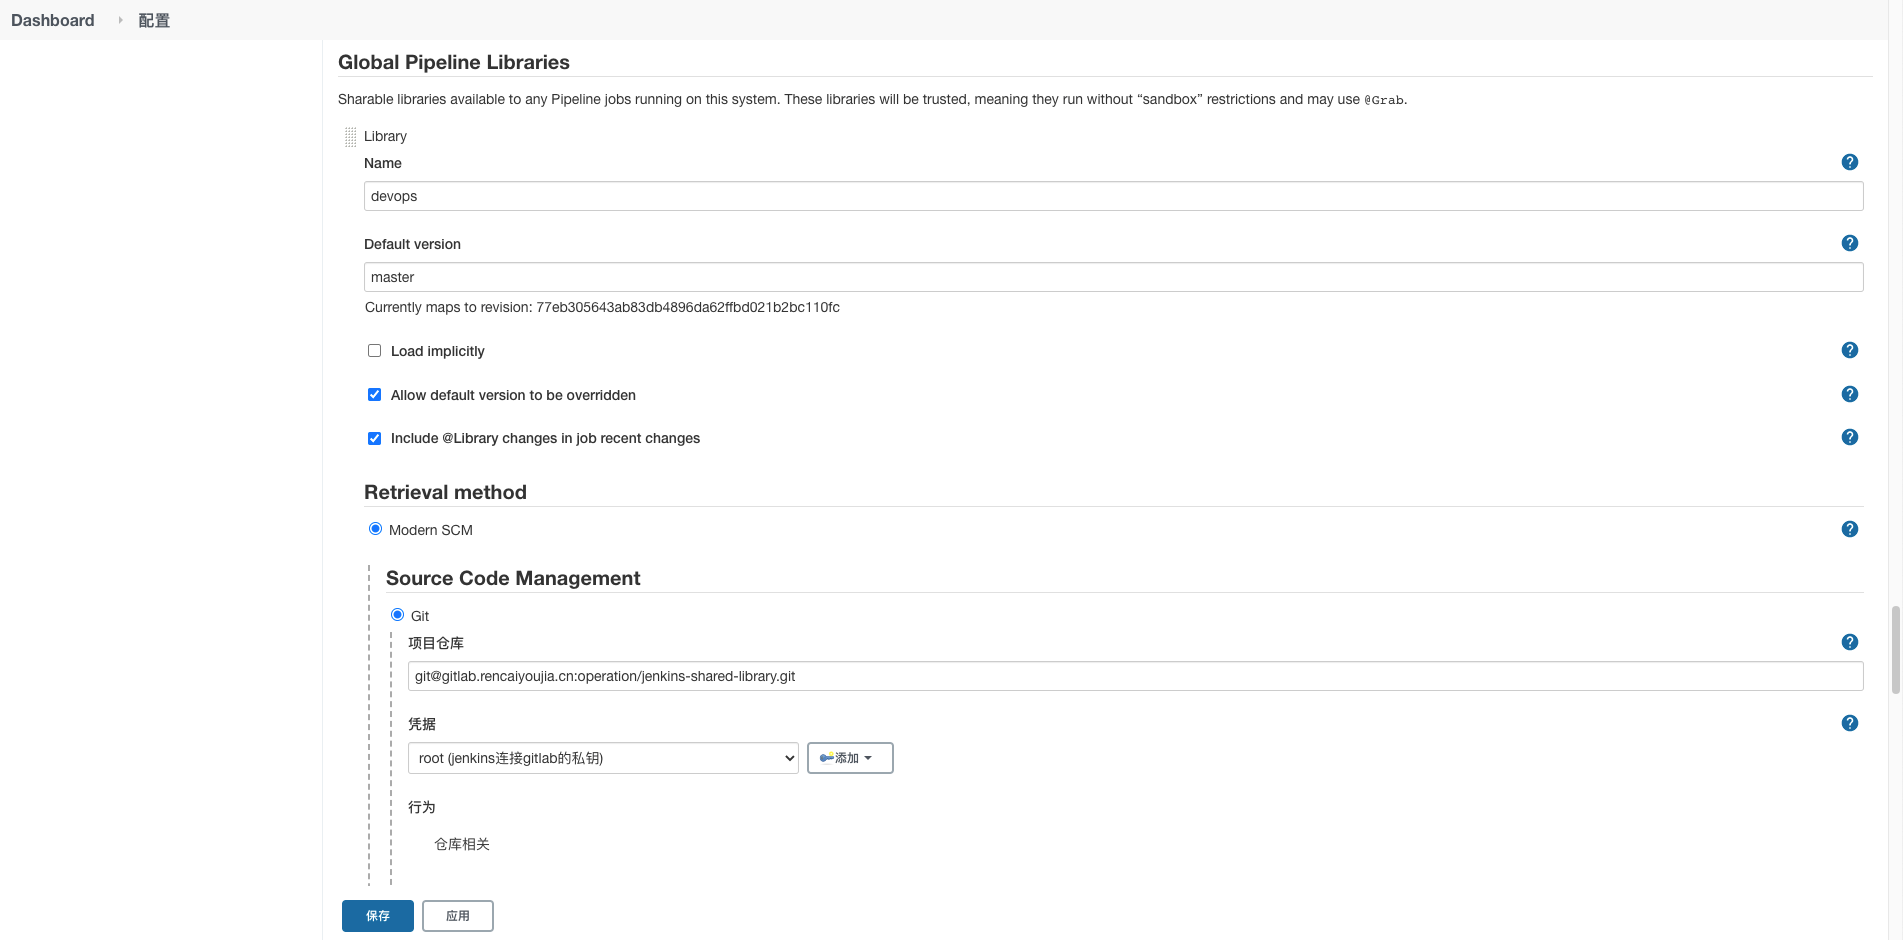 Dashboard 配置
Global Pipeline Libraries
Sharable libraries available to any Pipeline jobs running on this system. These libraries will be trusted, meaning they run without “sandbox” restrictions and may use @Grab.
Library
Name
devops
Default version
master
Currently maps to revision: 77eb305643ab83db4896da62ffbd021b2bc110fc
Load implicitly
Allow default version to be overridden
Include @Library changes in job recent changes
Retrieval method
Modern SCM
Source Code Management
Git
项目仓库
git@gitlab.rencaiyoujia.cn:operation/jenkins-shared-library.git
凭据
root (jenkins连接gitlab的私钥) 添加
行为
仓库相关
保存 应用